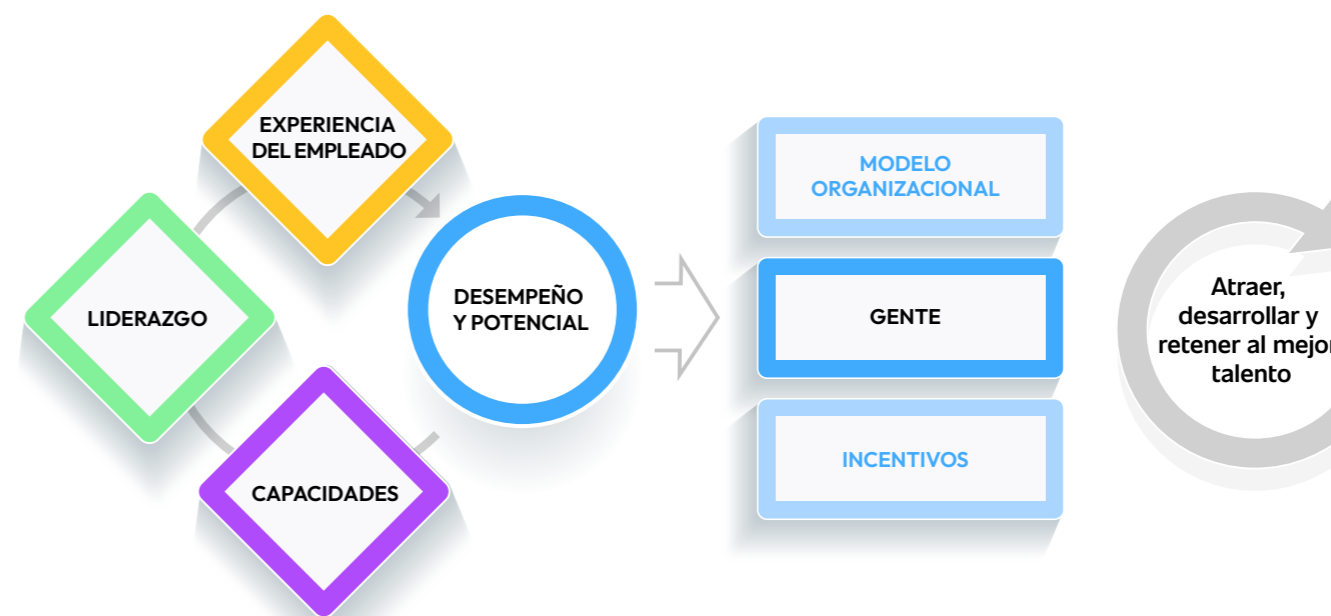 EXPERIENCIA
DEL EMPLEADO
LIDERAZGO
CAPACIDADES
DESEMPEÑO
Y POTENCIAL
MODELO
ORGANIZACIONAL
GENTE
INCENTIVOS
Atraer,
desarrollar y
retener al mejor
talento